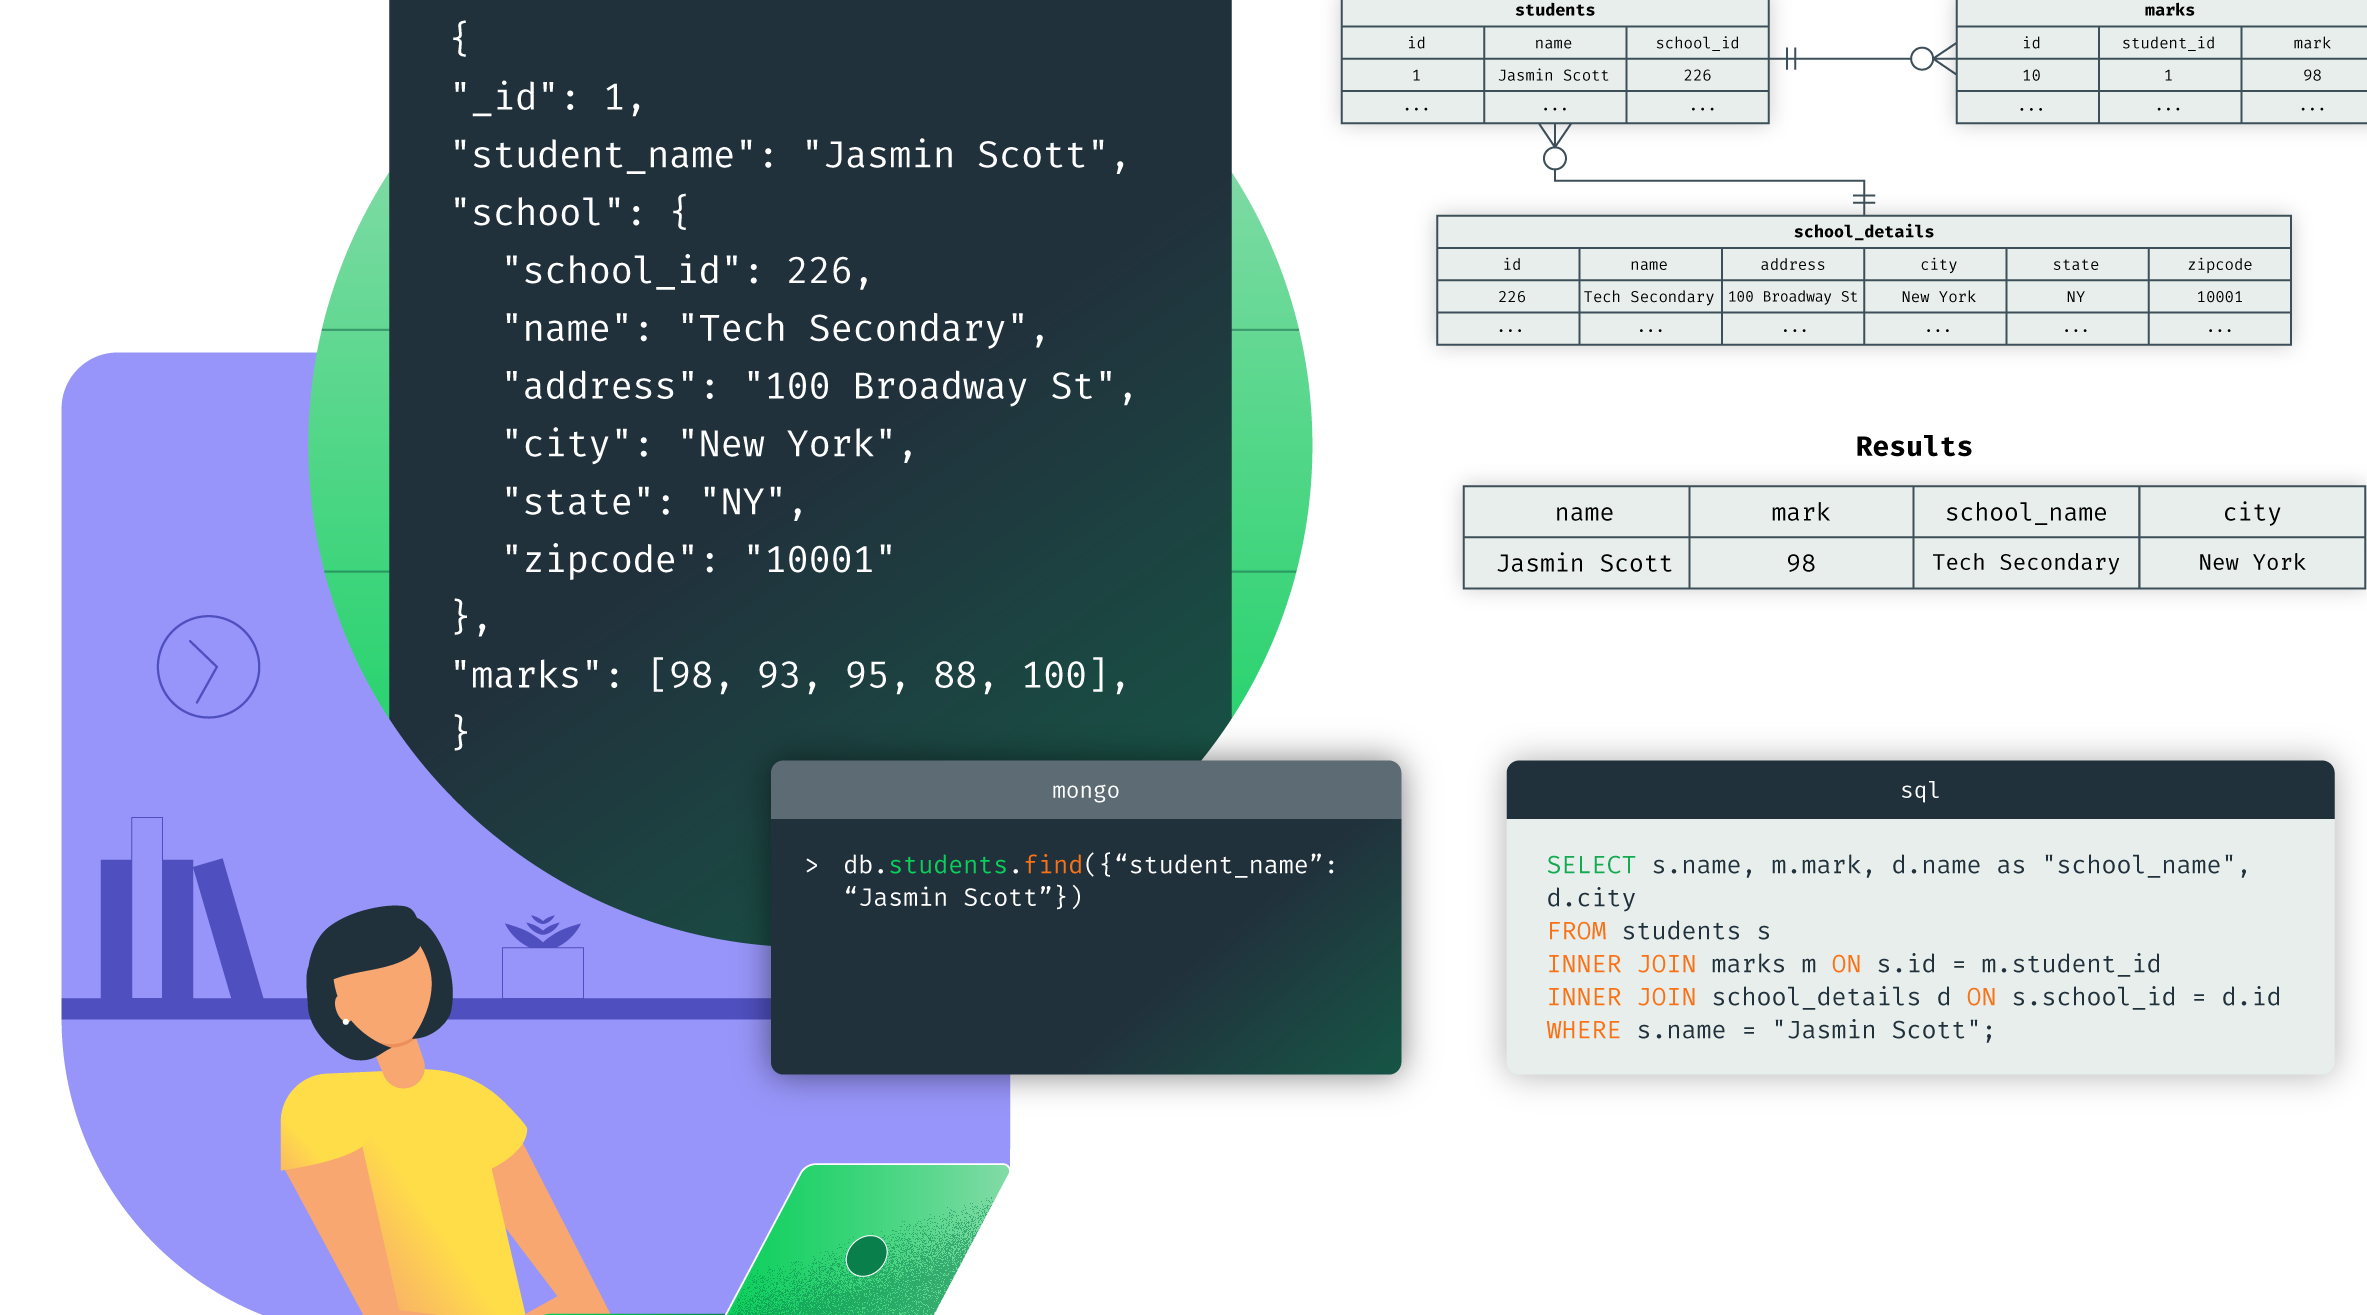 {
"_id": 1,
"student_name": "Jasmin Scott",
"school": {
"school_id": 226,
"name": "Tech Secondary",
"address": "100 Broadway St",
"city": "New York",
"state": "NY",
"zipcode": "10001"
},
"marks": [98, 93, 95, 88, 100],
}
mongo
> db.students.find({“student_name”:
“Jasmin Scott”})
students
id name school_id
1 Jasmin Scott 226
... ... ...
marks
id student_id mark
10 1 98
... ... ...
school_details
id name address city state zipcode
226 Tech Secondary 100 Broadway St New York NY 10001
... ... ... ... ... ...
Results
name mark school_name city
Jasmin Scott 98 Tech Secondary New York
sql
SELECT s.name, m.mark, d.name as "school_name",
d.city
FROM students s
INNER JOIN marks m ON s.id = m.student_id
INNER JOIN school_details d ON s.school_id = d.id
WHERE s.name = "Jasmin Scott";